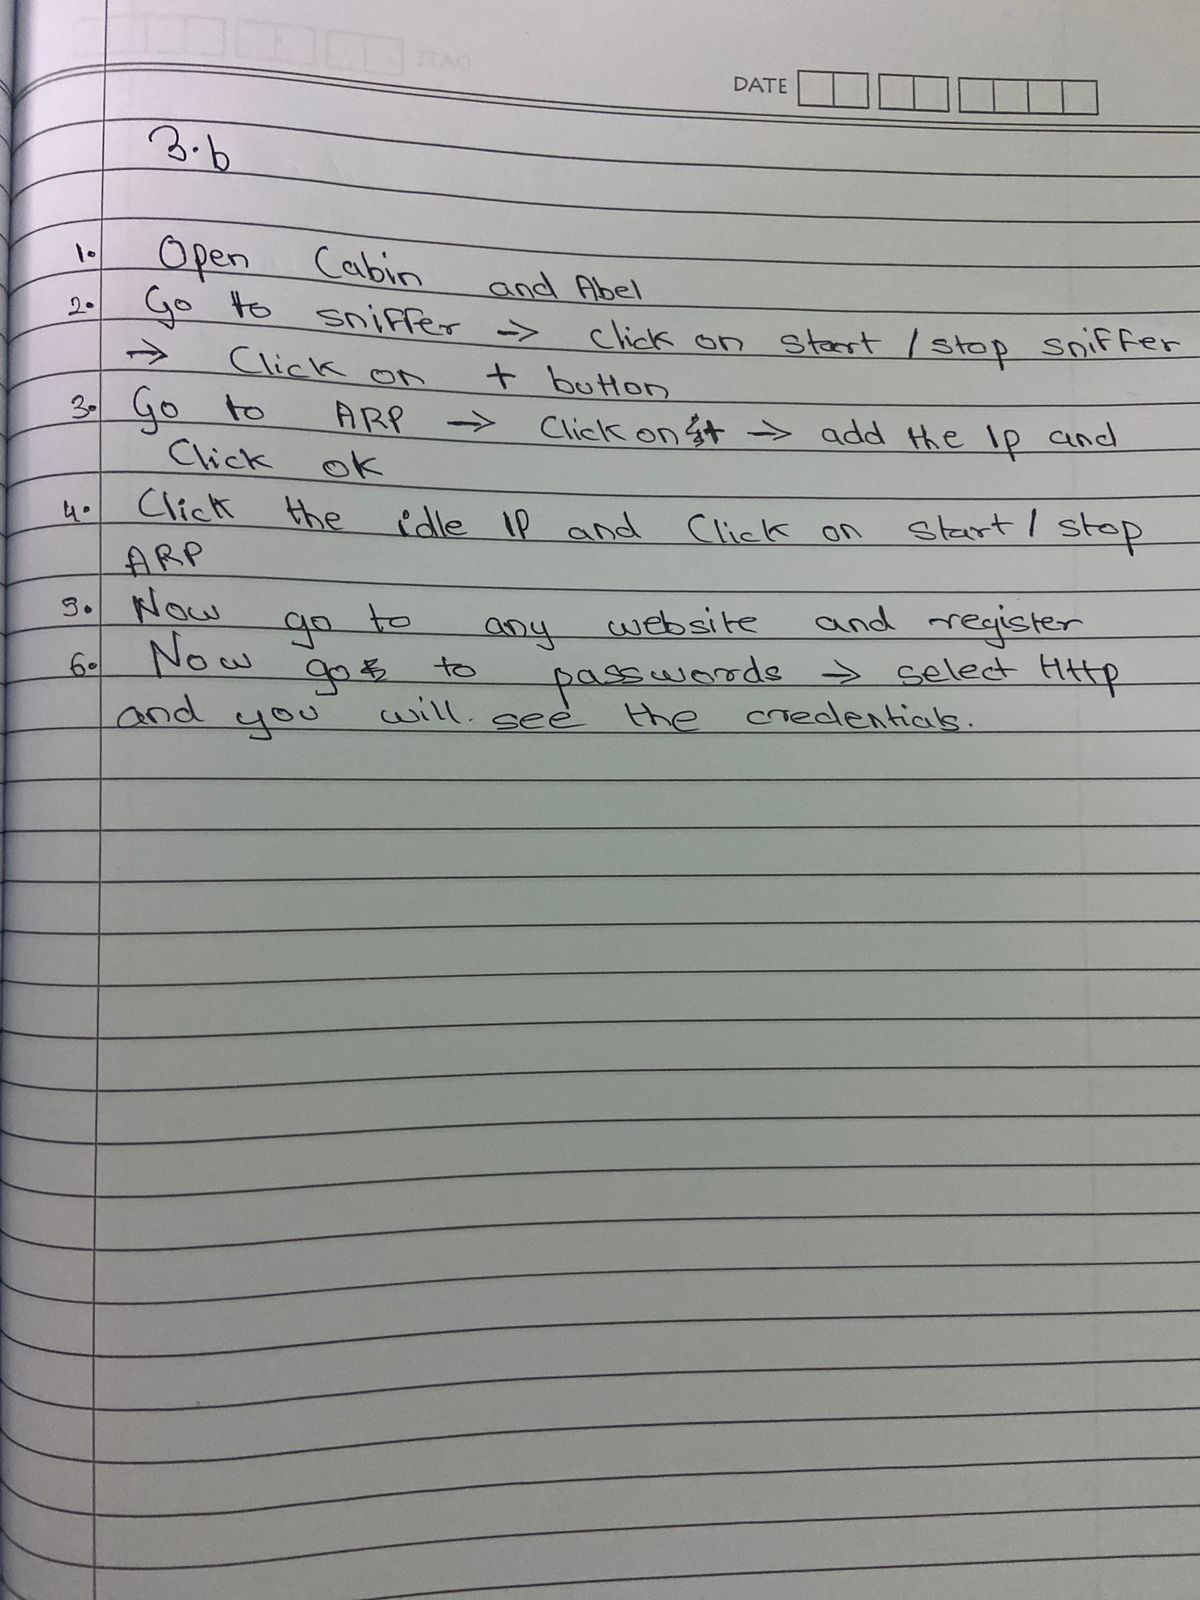 DATE
3.b
1. Open Cabin and Abel
2. Go to sniffer → click on start / stop sniffer
→ Click on + button
3. Go to ARP → Click on + → add the Ip and
Click ok
4. Click the idle IP and Click on start / stop
ARP
5. Now go to any website and register
6. Now go to passwords → select Http
and you will. see the credentials.